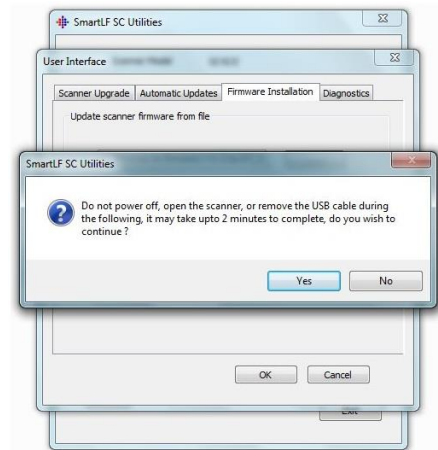 SmartLF SC Utilities
User Interface
Scanner Upgrade Automatic Updates Firmware Installation Diagnostics
Update scanner firmware from file
SmartLF SC Utilities
Do not power off, open the scanner, or remove the USB cable during
the following, it may take upto 2 minutes to complete, do you wish to
continue ?
Yes No
OK Cancel